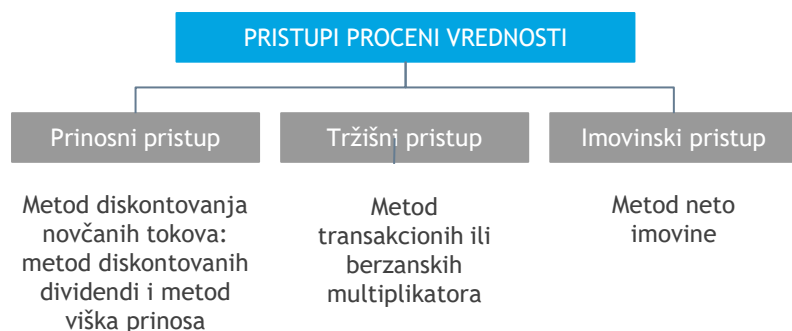 PRISTUPI PROCENI VREDNOSTI
Prinosni pristup
Tržišni pristup
Imovinski pristup
Metod diskontovanja
novčanih tokova:
metod diskontovanih
dividendi i metod
viška prinosa
Metod
transakcionih ili
berzanskih
multiplikatora
Metod neto
imovine